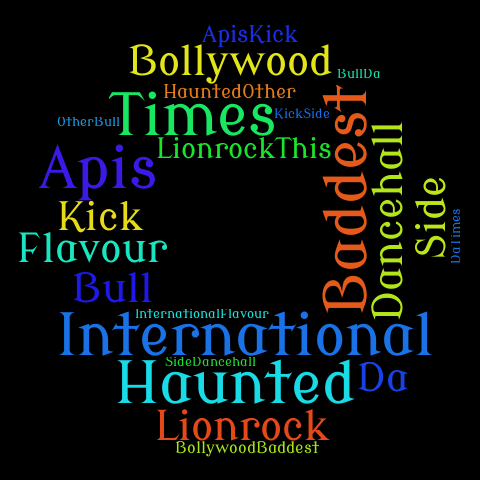 ApisKick
Bollywood
BullDa
HauntedOther
Times
KickSide
OtherBull
LionrockThis
Baddest
Dancehall
Apis
Side
Kick
DaTimes
Flavour
Bull
InternationalFlavour
International
SideDancehall
Haunted
Da
Lionrock
BollywoodBaddest